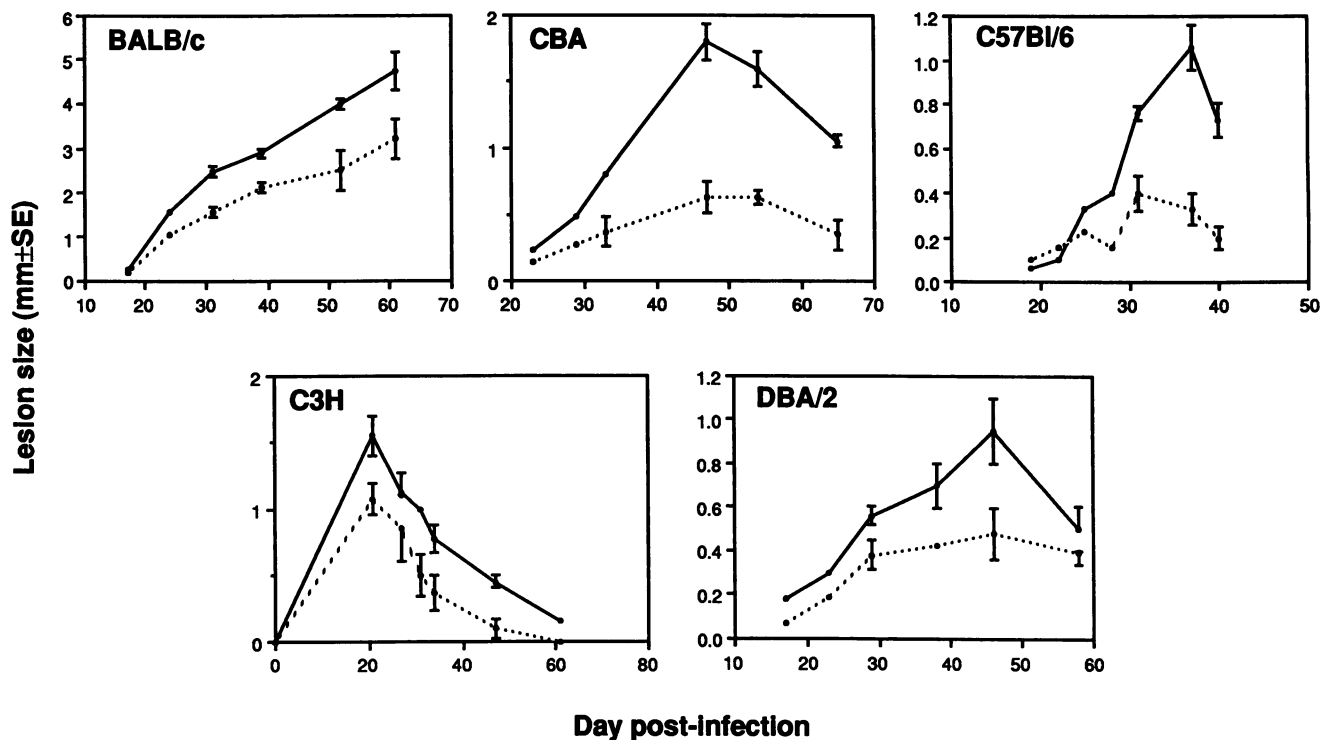 BALB/c
6
5
4
3
2
1
0
10 20 30 40 50 60 70
CBA
2
1
0
20 30 40 50 60 70
C57Bl/6
1.2
1.0
0.8
0.6
0.4
0.2
0.0
10 20 30 40 50
Lesion size (mm±SE)
C3H
2
1
0
0 20 40 60 80
DBA/2
1.2
1.0
0.8
0.6
0.4
0.2
0.0
10 20 30 40 50 60
Day post-infection